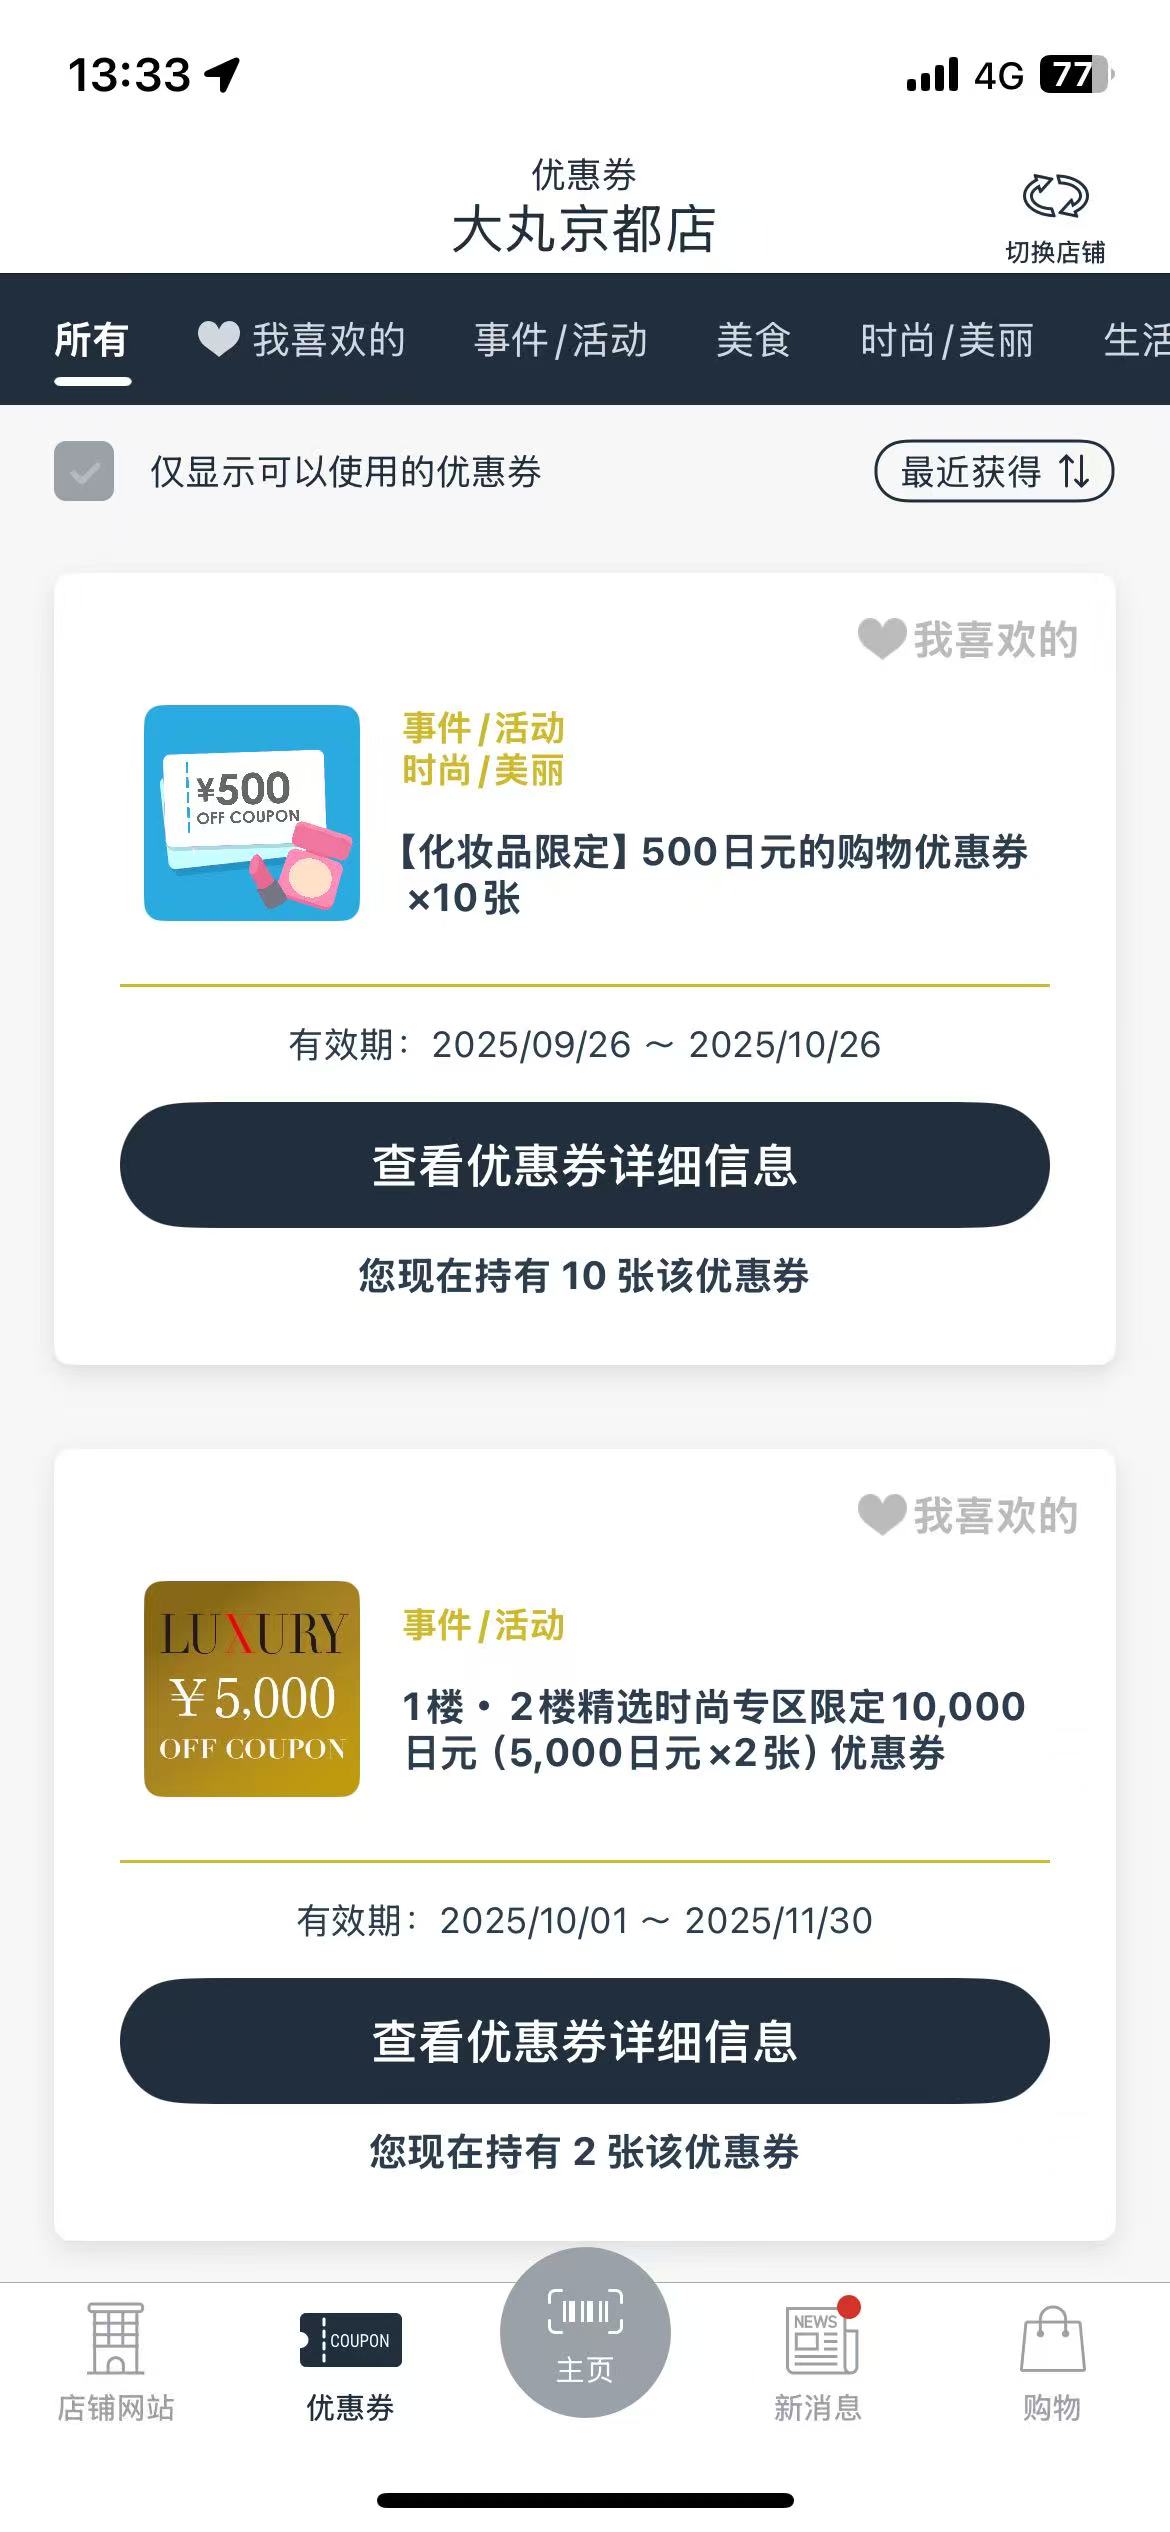 13:33
4G
77
优惠券
大丸京都店
切换店铺
所有
我喜欢的
事件/活动
美食
时尚/美丽
生活
仅显示可以使用的优惠券
最近获得
我喜欢的
¥500
OFF COUPON
事件/活动
时尚/美丽
【化妆品限定】500日元的购物优惠券
×10张
有效期：2025/09/26 ～ 2025/10/26
查看优惠券详细信息
您现在持有 10 张该优惠券
我喜欢的
LUXURY
￥5,000
OFF COUPON
事件/活动
1楼・2楼精选时尚专区限定10,000
日元（5,000日元×2张）优惠券
有效期：2025/10/01 ～ 2025/11/30
查看优惠券详细信息
您现在持有 2 张该优惠券
店铺网站
COUPON
优惠券
主页
NEWS
新消息
购物